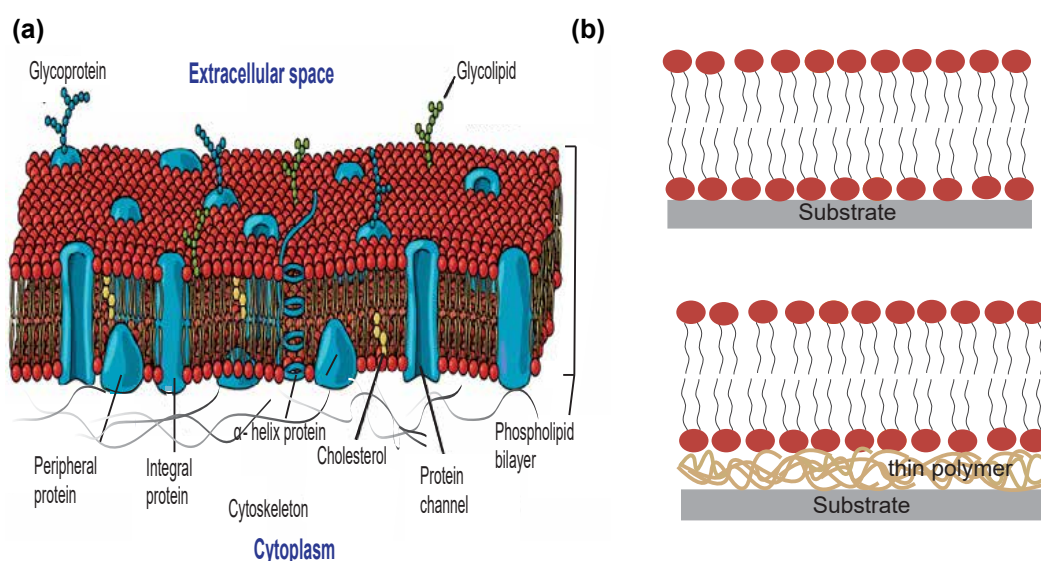 (a)
(b)
Glycoprotein
Extracellular space
Glycolipid
Substrate
α- helix protein
Cholesterol
Peripheral
protein
Integral
protein
Protein
channel
Phospholipid
bilayer
Cytoskeleton
Cytoplasm
thin polymer
Substrate